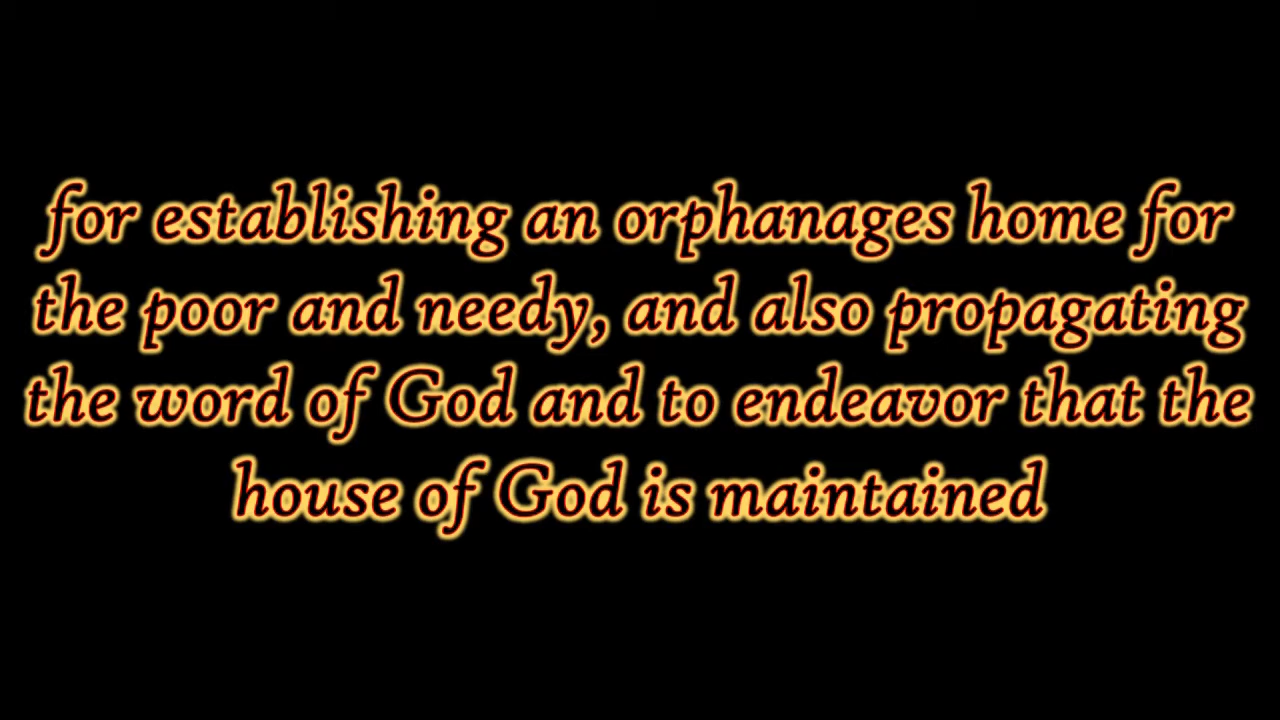 for establishing an orphanages home for
the poor and needy, and also propagating
the word of God and to endeavor that the
house of God is maintained